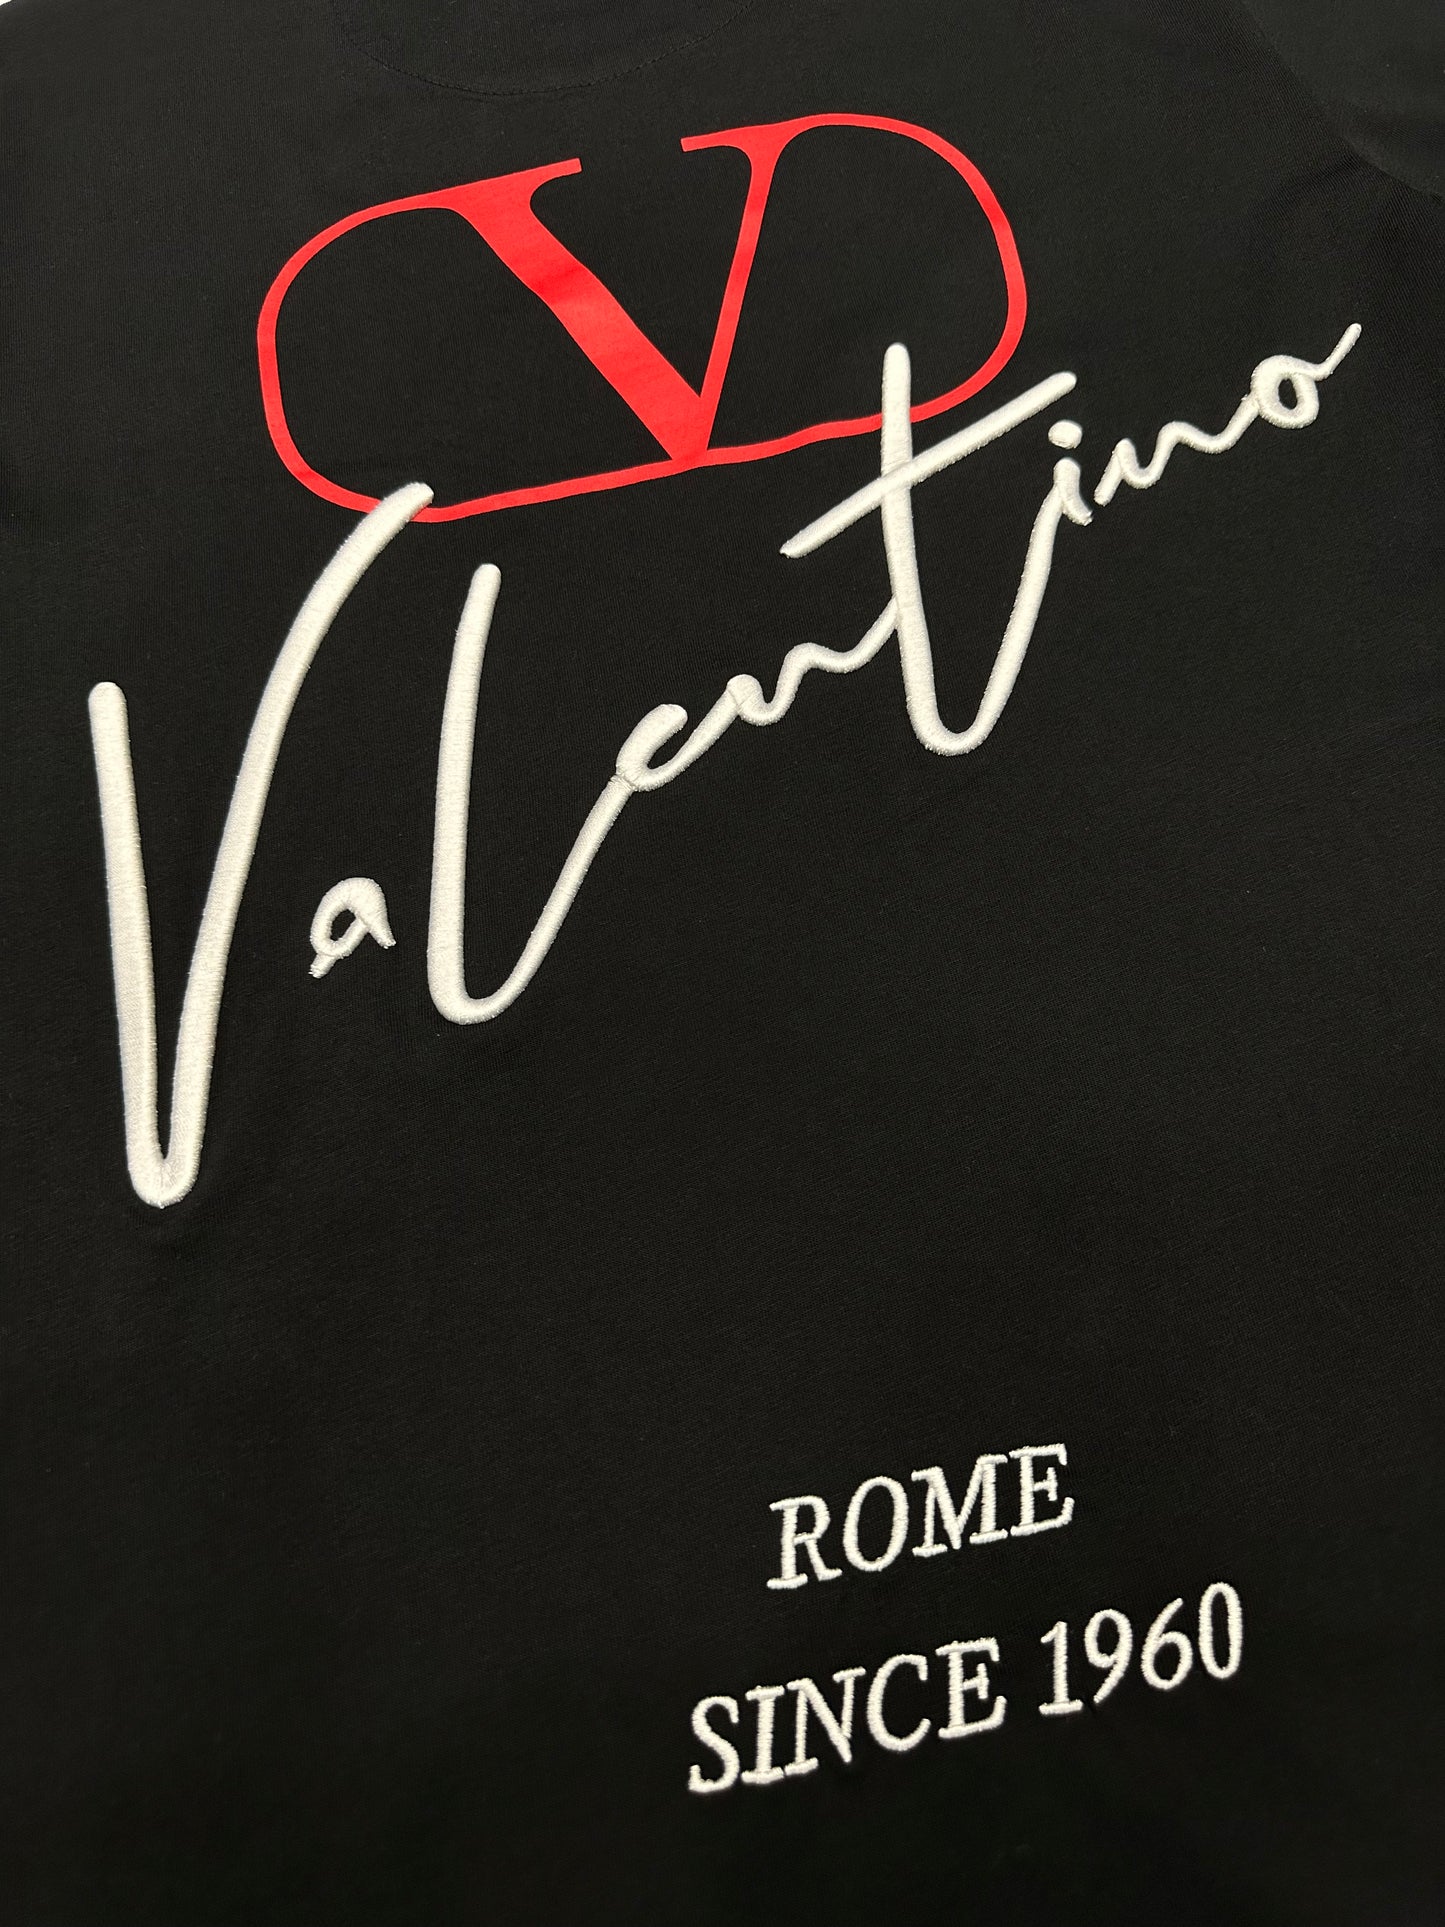 V
Valentino
ROME
SINCE 1960